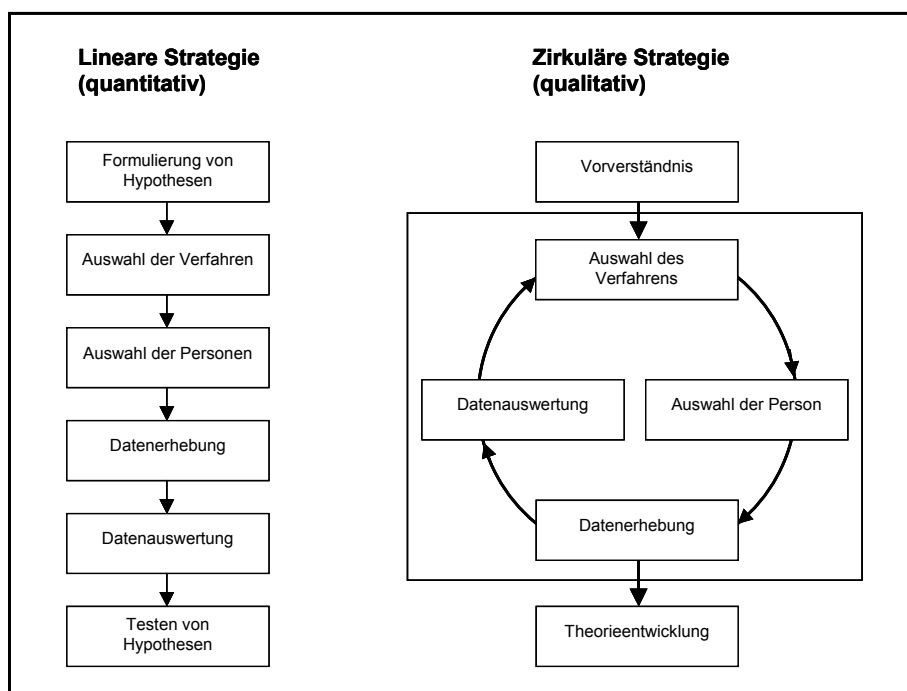 Lineare Strategie
(quantitativ)
Formulierung von
Hypothesen
Auswahl der Verfahren
Auswahl der Personen
Datenerhebung
Datenauswertung
Testen von
Hypothesen
Zirkuläre Strategie
(qualitativ)
Vorverständnis
Auswahl des
Verfahrens
Datenauswertung
Auswahl der Person
Datenerhebung
Theorieentwicklung